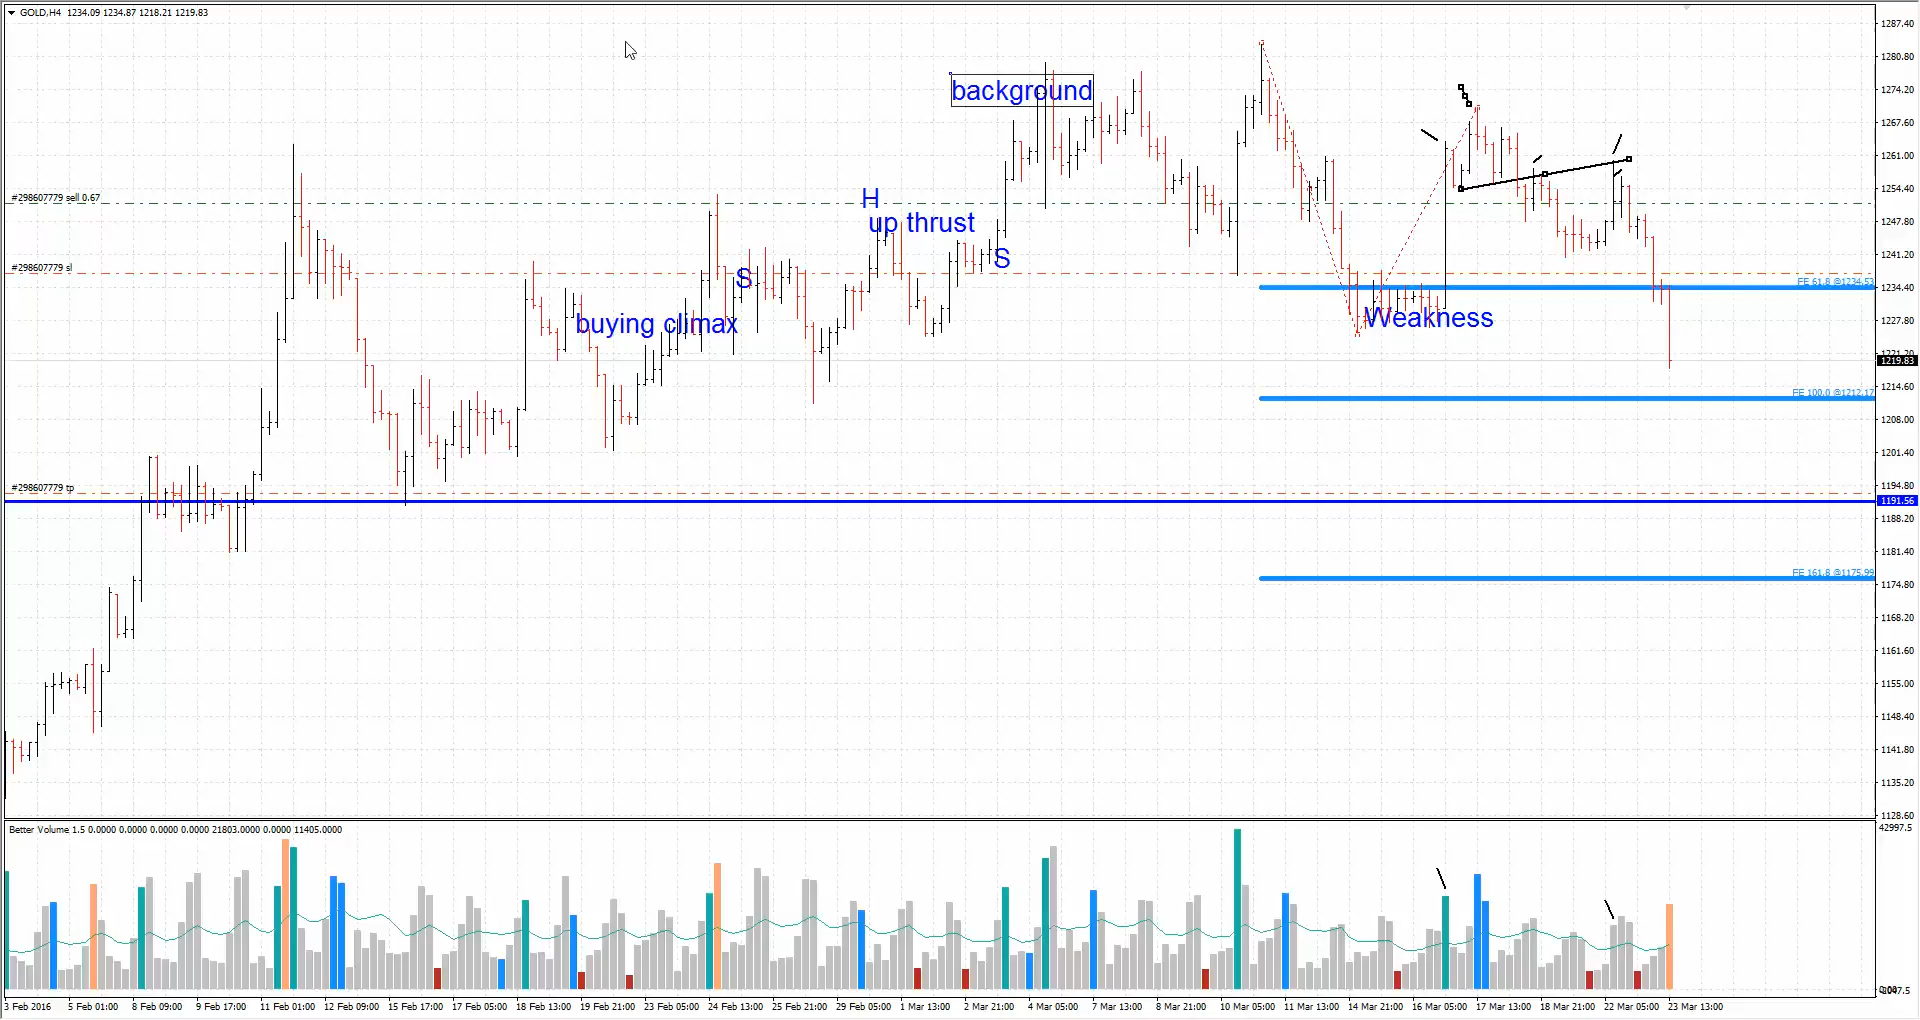 GOLD,H4 1234.09 1234.87 1218.21 1219.83
1287.40
1280.80
background
1274.20
1267.60
1261.00
#298607779 sell 0.67
H
1254.40
up thrust
1247.80
S
1241.20
#298607779 sl
S
FE 61.8 @1234.53
1234.40
buying climax
Weakness
1227.80
1221.20
1219.83
FE 100.0 @1212.17
1214.60
1208.00
1201.40
#298607779 tp
1194.80
1191.56
1188.20
1181.40
FE 161.8 @1175.99
1174.80
1168.20
1161.60
1155.00
1148.40
1141.80
1135.20
1128.60
Better Volume 1.5 0.0000 0.0000 0.0000 0.0000 21803.0000 0.0000 11405.0000
42997.5
3 Feb 2016 5 Feb 01:00 8 Feb 09:00 9 Feb 17:00 11 Feb 01:00 12 Feb 09:00 15 Feb 17:00 17 Feb 05:00 18 Feb 13:00 19 Feb 21:00 23 Feb 05:00 24 Feb 13:00 25 Feb 21:00 29 Feb 05:00 1 Mar 13:00 2 Mar 21:00 4 Mar 05:00 7 Mar 13:00 8 Mar 21:00 10 Mar 05:00 11 Mar 13:00 14 Mar 21:00 16 Mar 05:00 17 Mar 13:00 18 Mar 21:00 22 Mar 05:00 23 Mar 13:00